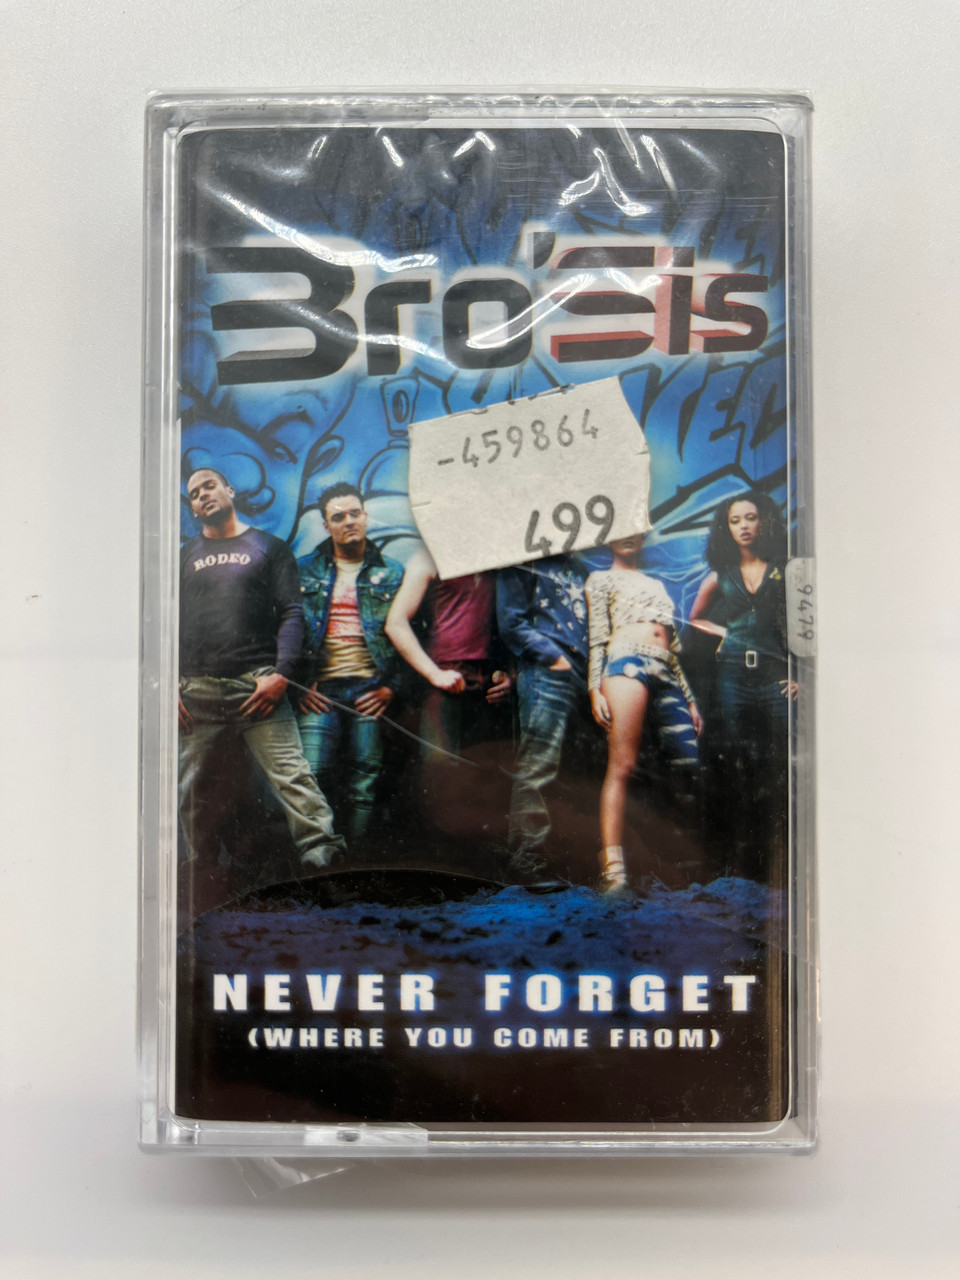 Bro'Sis
-459864
499
RODEO
9479
NEVER FORGET
(WHERE YOU COME FROM)